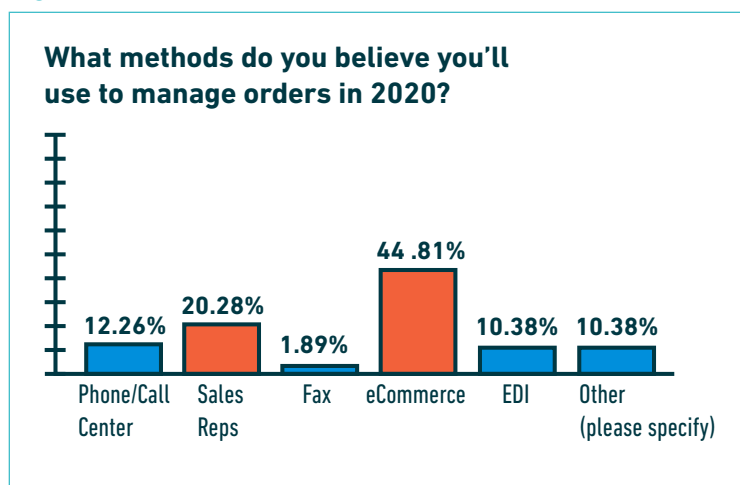 What methods do you believe you'll
use to manage orders in 2020?
44 .81%
20.28%
12.26%
1.89%
10.38%
10.38%
Phone/Call
Center
Sales
Reps
Fax
eCommerce
EDI
Other
(please specify)